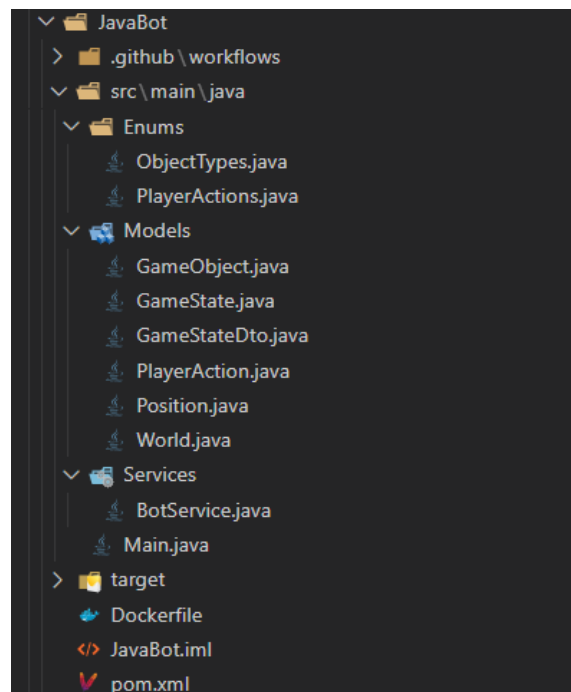 JavaBot
.github\workflows
src\main\java
Enums
ObjectTypes.java
PlayerActions.java
Models
GameObject.java
GameState.java
GameStateDto.java
PlayerAction.java
Position.java
World.java
Services
BotService.java
Main.java
target
Dockerfile
JavaBot.iml
pom.xml